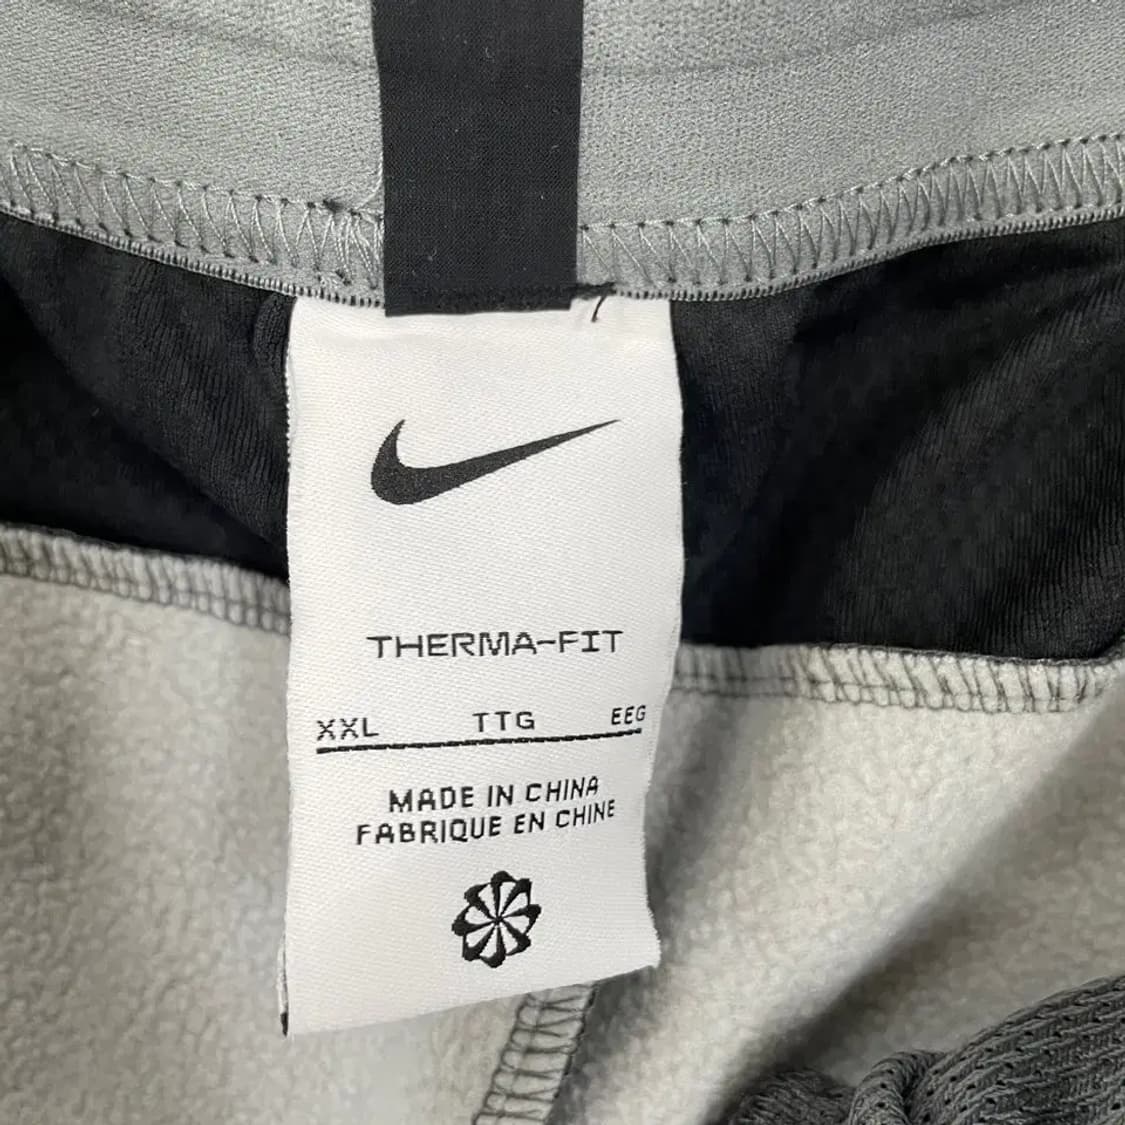 THERMA-FIT
XXL TTG EEG
MADE IN CHINA
FABRIQUE EN CHINE